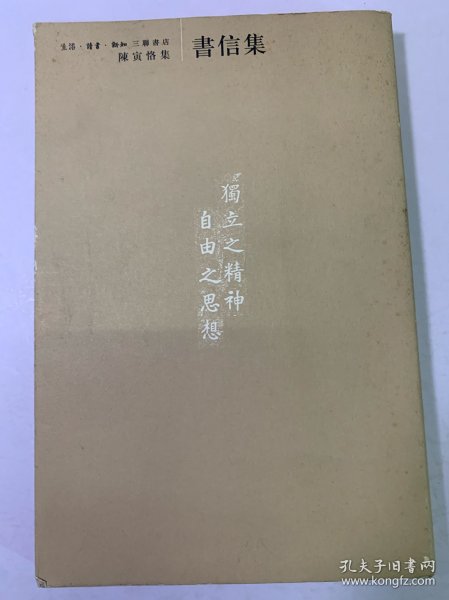 生活·讀書·新知三聯書店
陳寅恪集
書信集
獨立之精神
自由之思想
孔夫子旧书网
www.kongfz.com